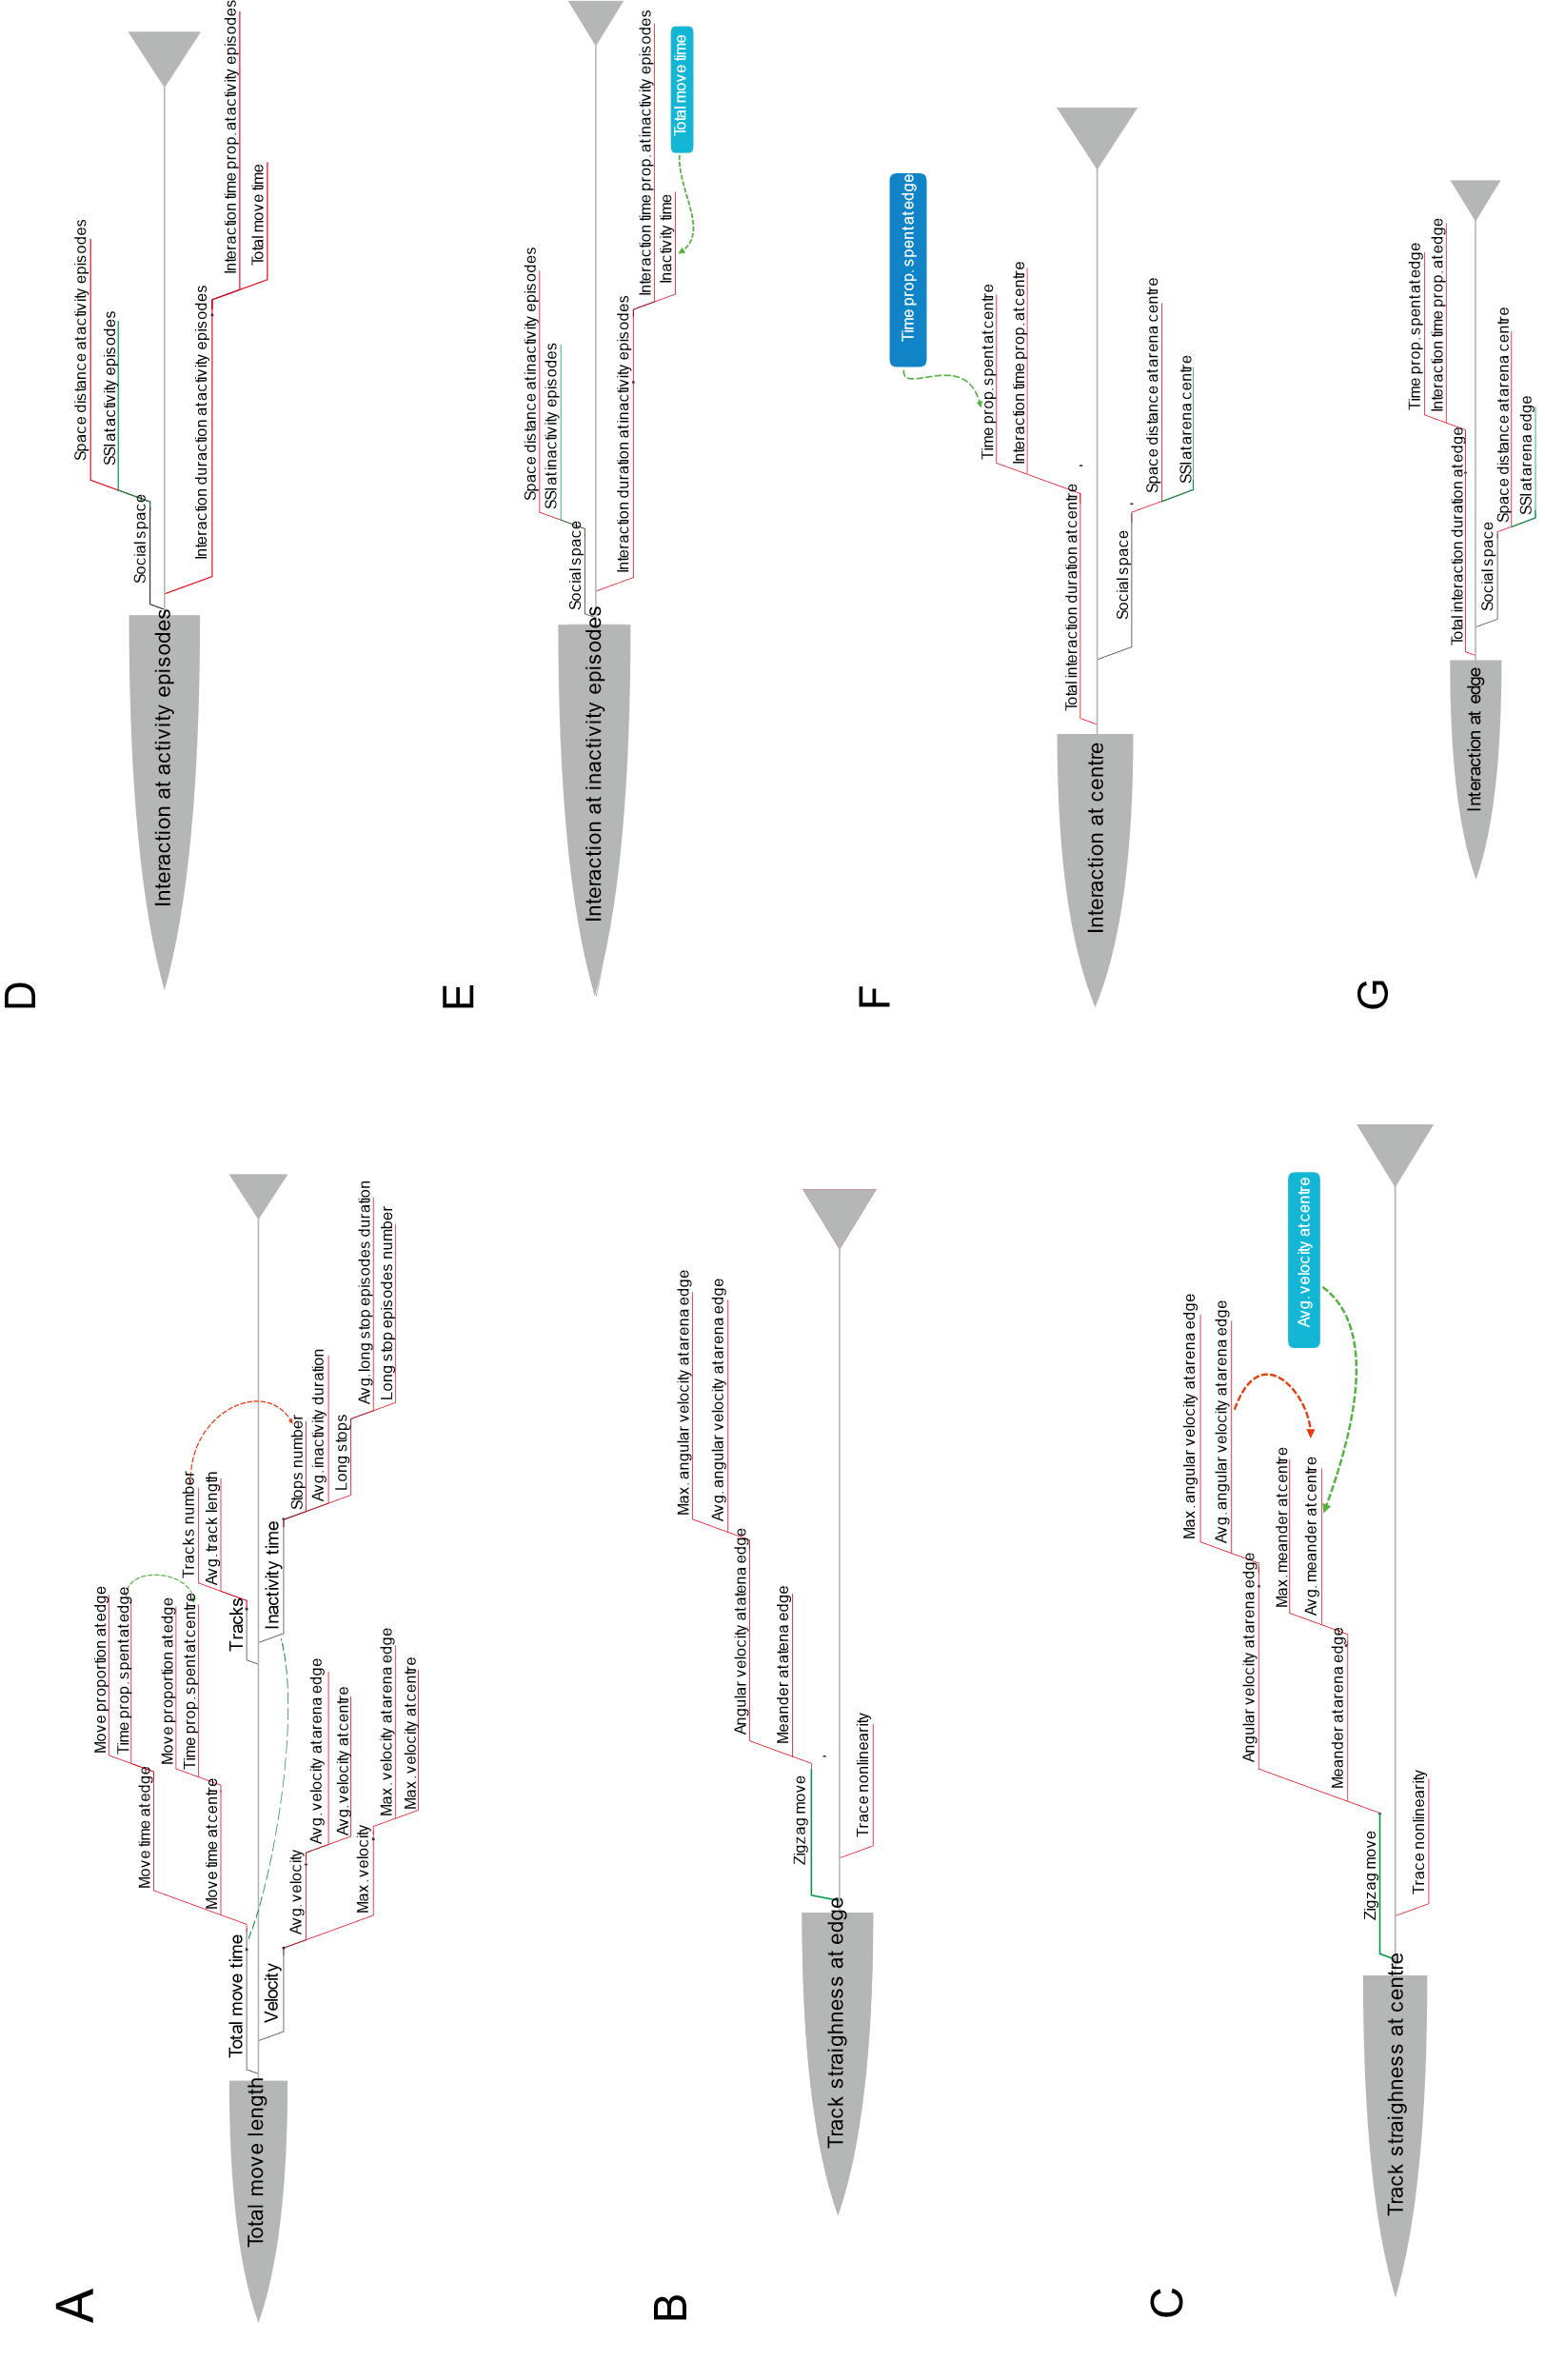 A
Total move length
Total move time
Move time at edge
Move proportion at edge
Time prop. spent at edge
Move time at centre
Move proportion at edge
Time prop. spent at centre
Tracks
Tracks number
Avg. track length
Velocity
Avg. velocity
Avg. velocity at arena edge
Avg. velocity at centre
Max. velocity
Max. velocity at arena edge
Max. velocity at centre
Inactivity time
Stops number
Avg. inactivity duration
Long stops
Avg. long stop episodes duration
Long stop episodes number
B
Track straighness at edge
Zigzag move
Angular velocity at atena edge
Max. angular velocity at arena edge
Avg. angular velocity at arena edge
Meander at atena edge
Trace nonlinearity
C
Track straighness at centre
Zigzag move
Angular velocity at arena edge
Max. angular velocity at arena edge
Avg. angular velocity at arena edge
Meander at arena edge
Max. meander at centre
Avg. meander at centre
Avg. velocity at centre
Trace nonlinearity
D
Interaction at activity episodes
Social space
Space distance at activity episodes
SSI at activity episodes
Interaction duraction at activity episodes
Interaction time prop. at activity episodes
Total move time
E
Interaction at inactivity episodes
Social space
Space distance at inactivity episodes
SSI at inactivity episodes
Interaction duration at inactivity episodes
Interaction time prop. at inactivity episodes
Inactivity time
Total move time
F
Interaction at centre
Total interaction duration at centre
Time prop. spent at centre
Interaction time prop. at centre
Time prop. spent at edge
Social space
Space distance at arena centre
SSI at arena centre
G
Interaction at edge
Total interaction duration at edge
Time prop. spent at edge
Interaction time prop. at edge
Social space
Space distance at arena centre
SSI at arena edge